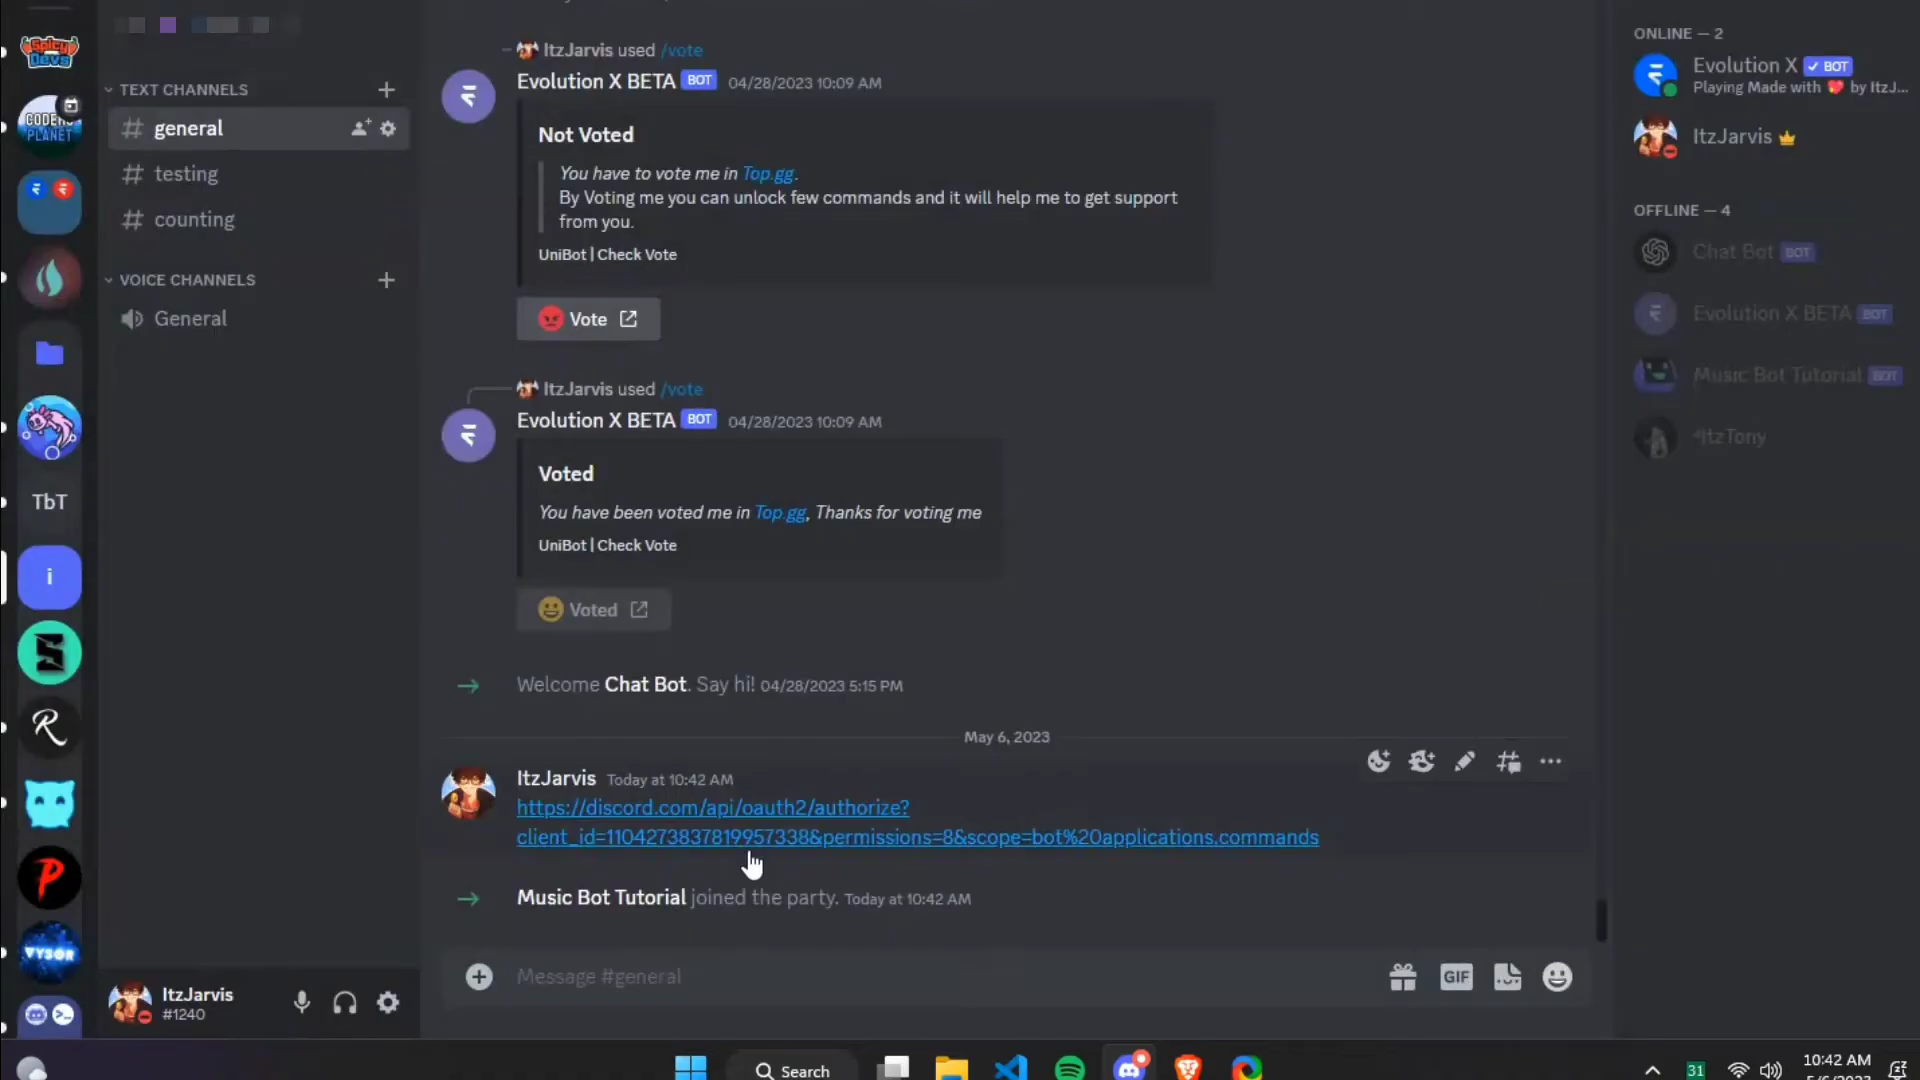 SPICY DEVS
CODERS PLANET
TbT
i
R
P
VYSOR
TEXT CHANNELS
general
testing
counting
VOICE CHANNELS
General
ItzJarvis
#1240
ItzJarvis used /vote
Evolution X BETA BOT 04/28/2023 10:09 AM
Not Voted
You have to vote me in Top.gg.
By Voting me you can unlock few commands and it will help me to get support
from you.
UniBot | Check Vote
Vote
ItzJarvis used /vote
Evolution X BETA BOT 04/28/2023 10:09 AM
Voted
You have been voted me in Top.gg, Thanks for voting me
UniBot | Check Vote
Voted
Welcome Chat Bot. Say hi! 04/28/2023 5:15 PM
May 6, 2023
ItzJarvis Today at 10:42 AM
https://discord.com/api/oauth2/authorize?
client_id=1104273837819957338&permissions=8&scope=bot%20applications.commands
Music Bot Tutorial joined the party. Today at 10:42 AM
Message #general
GIF
ONLINE — 2
Evolution X BOT
Playing Made with 💖 by ItzJ...
ItzJarvis
OFFLINE — 4
Chat Bot BOT
Evolution X BETA BOT
Music Bot Tutorial BOT
*ItzTony
Search
31
10:42 AM